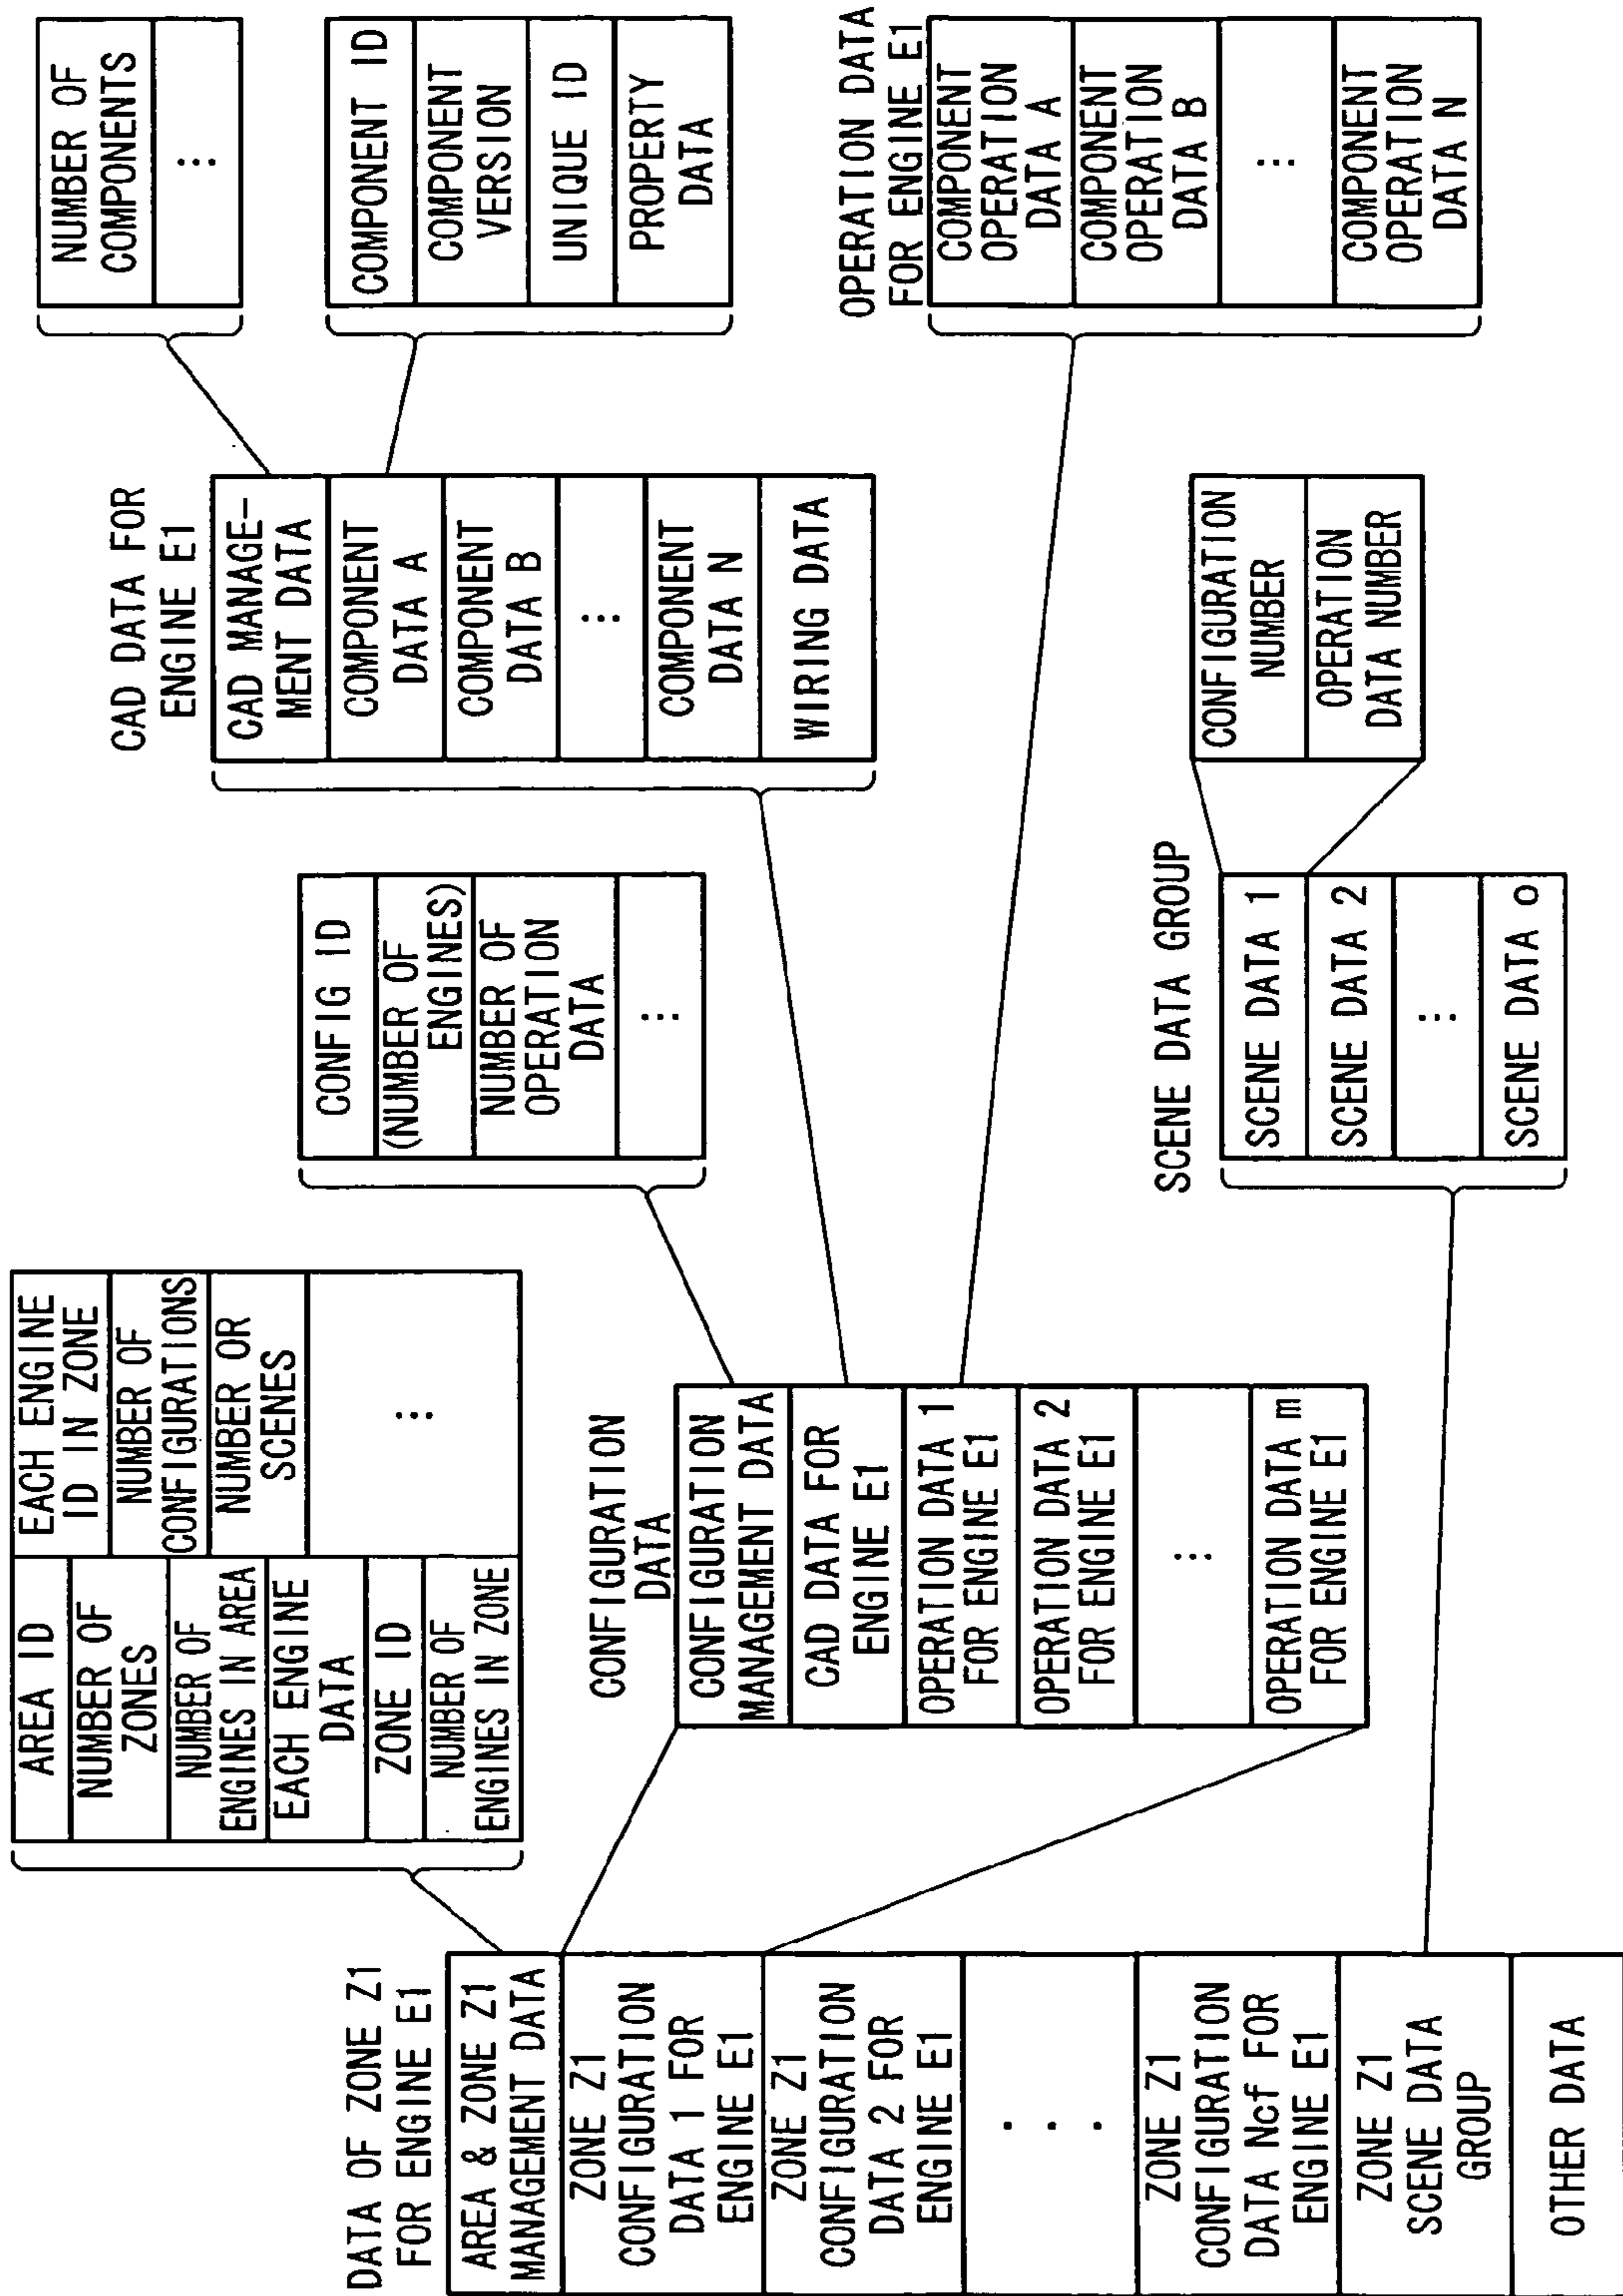 DATA OF ZONE Z1
FOR ENGINE E1
AREA & ZONE Z1
MANAGEMENT DATA
ZONE Z1
CONFIGURATION
DATA 1 FOR
ENGINE E1
ZONE Z1
CONFIGURATION
DATA 2 FOR
ENGINE E1
. . .
ZONE Z1
CONFIGURATION
DATA Ncf FOR
ENGINE E1
ZONE Z1
SCENE DATA
GROUP
OTHER DATA
AREA ID
NUMBER OF
ZONES
NUMBER OF
ENGINES IN AREA
EACH ENGINE
DATA
ZONE ID
NUMBER OF
ENGINES IN ZONE
EACH ENGINE
ID IN ZONE
NUMBER OF
CONFIGURATIONS
NUMBER OR
SCENES
...
CONFIGURATION
DATA
CONFIGURATION
MANAGEMENT DATA
CAD DATA FOR
ENGINE E1
OPERATION DATA 1
FOR ENGINE E1
OPERATION DATA 2
FOR ENGINE E1
...
OPERATION DATA m
FOR ENGINE E1
CONFIG ID
(NUMBER OF
ENGINES)
NUMBER OF
OPERATION
DATA
...
SCENE DATA GROUP
SCENE DATA 1
SCENE DATA 2
...
SCENE DATA o
CAD DATA FOR
ENGINE E1
CAD MANAGE-
MENT DATA
COMPONENT
DATA A
COMPONENT
DATA B
...
COMPONENT
DATA N
WIRING DATA
CONFIGURATION
NUMBER
OPERATION
DATA NUMBER
NUMBER OF
COMPONENTS
...
COMPONENT ID
COMPONENT
VERSION
UNIQUE ID
PROPERTY
DATA
OPERATION DATA
FOR ENGINE E1
COMPONENT
OPERATION
DATA A
COMPONENT
OPERATION
DATA B
...
COMPONENT
OPERATION
DATA N